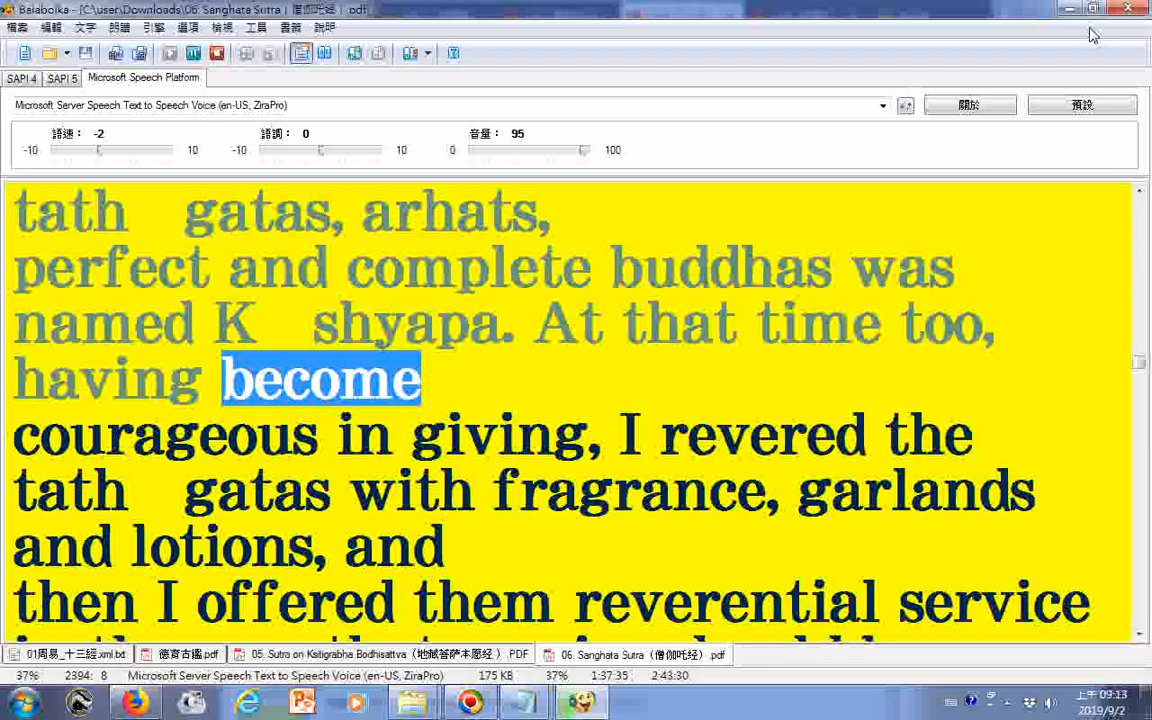 Balabolka - [C:\user\Downloads\06. Sanghata Sutra ( 僧伽吒经 ).pdf]
檔案 編輯 文字 朗讀 引擎 選項 檢視 工具 書籤 說明
SAPI 4 SAPI 5 Microsoft Speech Platform
Microsoft Server Speech Text to Speech Voice (en-US, ZiraPro) 關於 預設
語速： -2 語調： 0 音量： 95
-10 10 -10 10 0 100
tath gatas, arhats,
perfect and complete buddhas was
named K shyapa. At that time too,
having become
courageous in giving, I revered the
tath gatas with fragrance, garlands
and lotions, and
then I offered them reverential service
01周易_十三經.xml.txt 德育古鑑.pdf 05. Sutra on Ksitigrabha Bodhisattva（地藏菩萨本愿经 ）.PDF 06. Sanghata Sutra（僧伽吒经）.pdf
37% 2394: 8 Microsoft Server Speech Text to Speech Voice (en-US, ZiraPro) 175 KB 37% 1:37:35 2:43:30
上午 09:13
2019/9/2